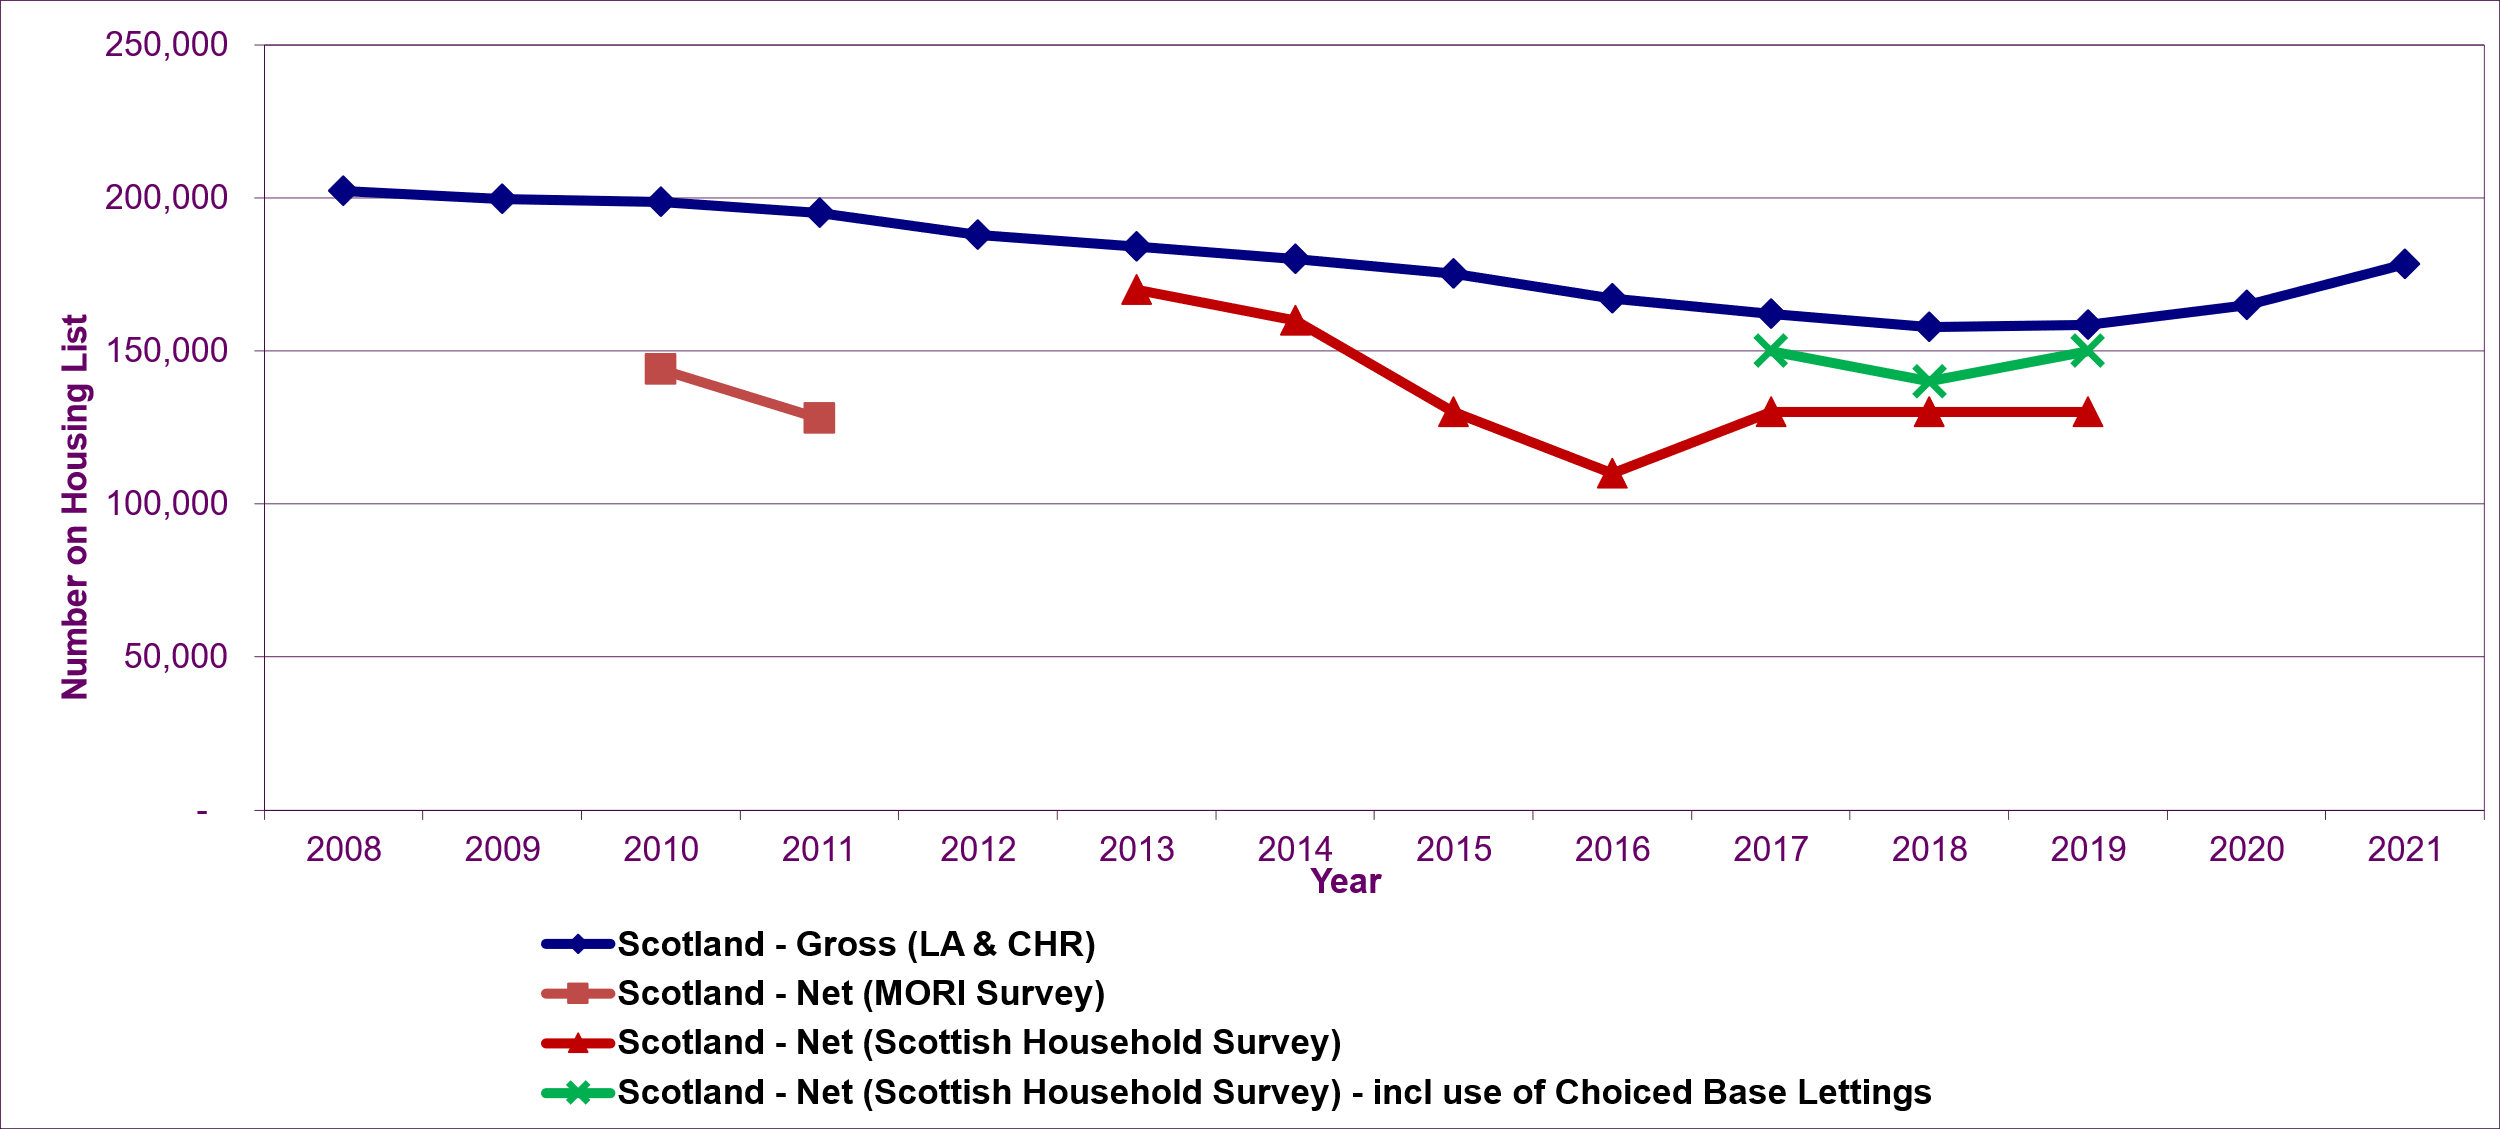 250,000
200,000
150,000
100,000
50,000
-
Number on Housing List
2008 2009 2010 2011 2012 2013 2014 2015 2016 2017 2018 2019 2020 2021
Year
Scotland - Gross (LA & CHR)
Scotland - Net (MORI Survey)
Scotland - Net (Scottish Household Survey)
Scotland - Net (Scottish Household Survey) - incl use of Choiced Base Lettings